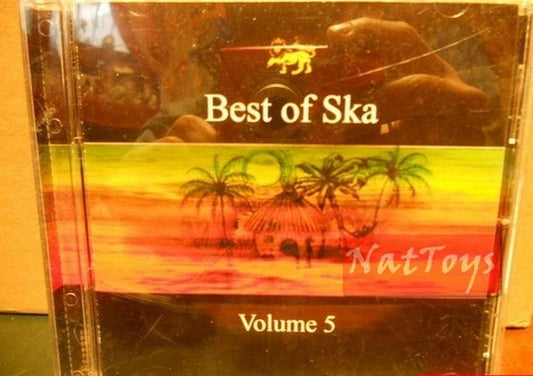 Best of Ska
NatToys
Volume 5